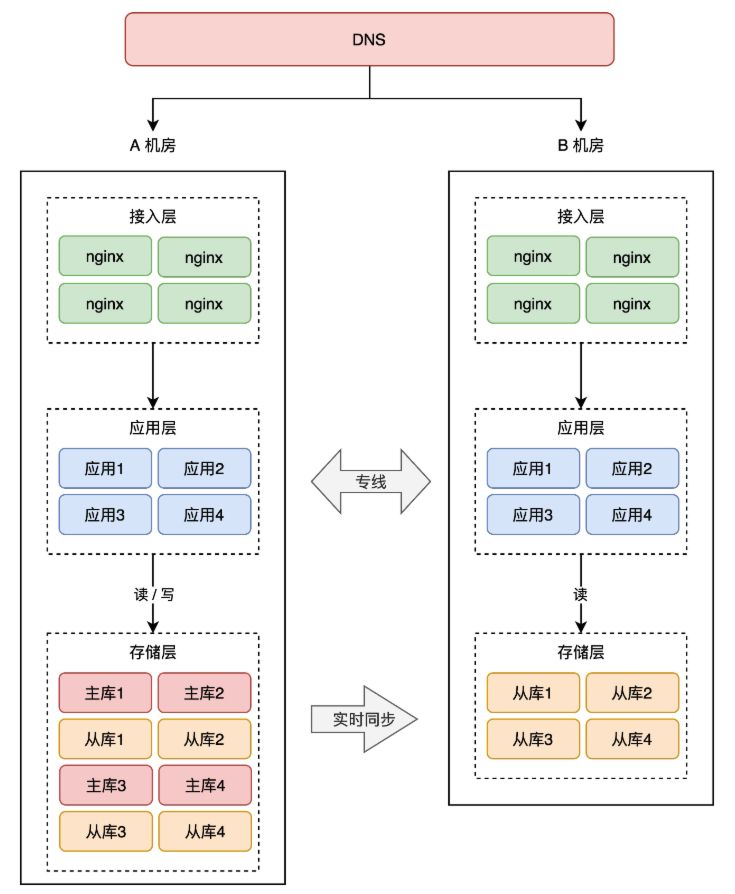 DNS
A 机房
B 机房
接入层
nginx
nginx
nginx
nginx
接入层
nginx
nginx
nginx
nginx
应用层
应用1
应用2
应用3
应用4
专线
应用层
应用1
应用2
应用3
应用4
读 / 写
读
存储层
主库1
主库2
从库1
从库2
主库3
主库4
从库3
从库4
实时同步
存储层
从库1
从库2
从库3
从库4